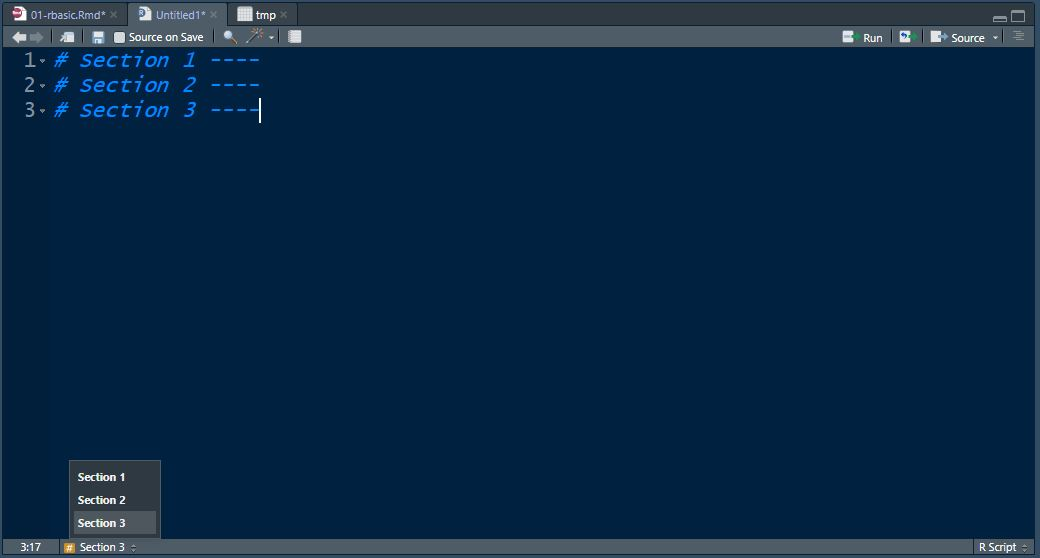 01-rbasic.Rmd* Untitled1* tmp
Source on Save Run Source
1 # Section 1 ----
2 # Section 2 ----
3 # Section 3 ----
Section 1
Section 2
Section 3
3:17 # Section 3 R Script